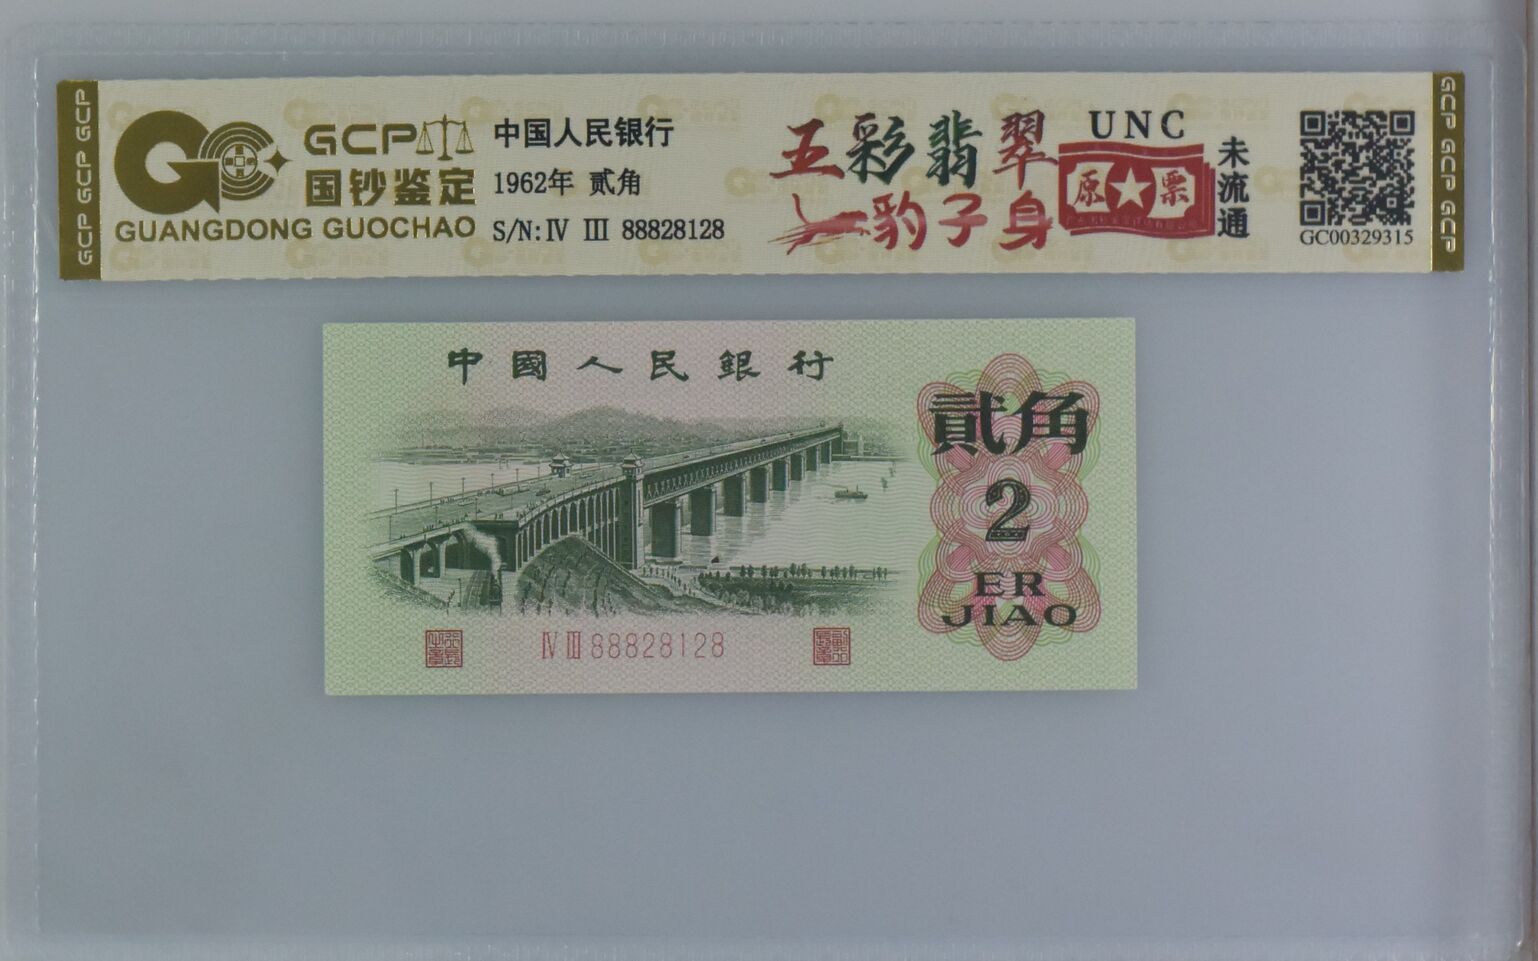 GCP GCP GCP
GCP
国钞鉴定
GUANGDONG GUOCHAO
中国人民银行
1962年 贰角
S/N:Ⅳ Ⅲ 88828128
五彩翡翠
豹子身
UNC
原票
未流通
GC00329315
GCP GCP GCP
中國人民銀行
貳角
2
ER
JIAO
Ⅳ Ⅲ 88828128